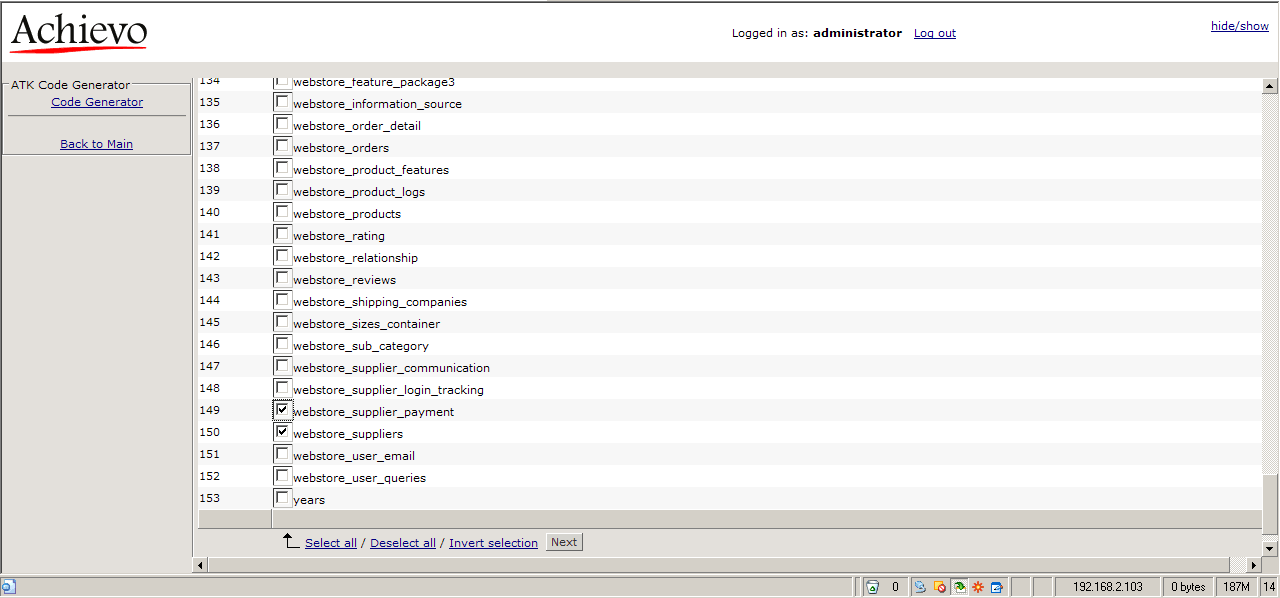 Achievo
Logged in as: administrator Log out
hide/show
ATK Code Generator
Code Generator
Back to Main
134 webstore_feature_package3
135 webstore_information_source
136 webstore_order_detail
137 webstore_orders
138 webstore_product_features
139 webstore_product_logs
140 webstore_products
141 webstore_rating
142 webstore_relationship
143 webstore_reviews
144 webstore_shipping_companies
145 webstore_sizes_container
146 webstore_sub_category
147 webstore_supplier_communication
148 webstore_supplier_login_tracking
149 webstore_supplier_payment
150 webstore_suppliers
151 webstore_user_email
152 webstore_user_queries
153 years
Select all / Deselect all / Invert selection Next
0 192.168.2.103 0 bytes 187M 14